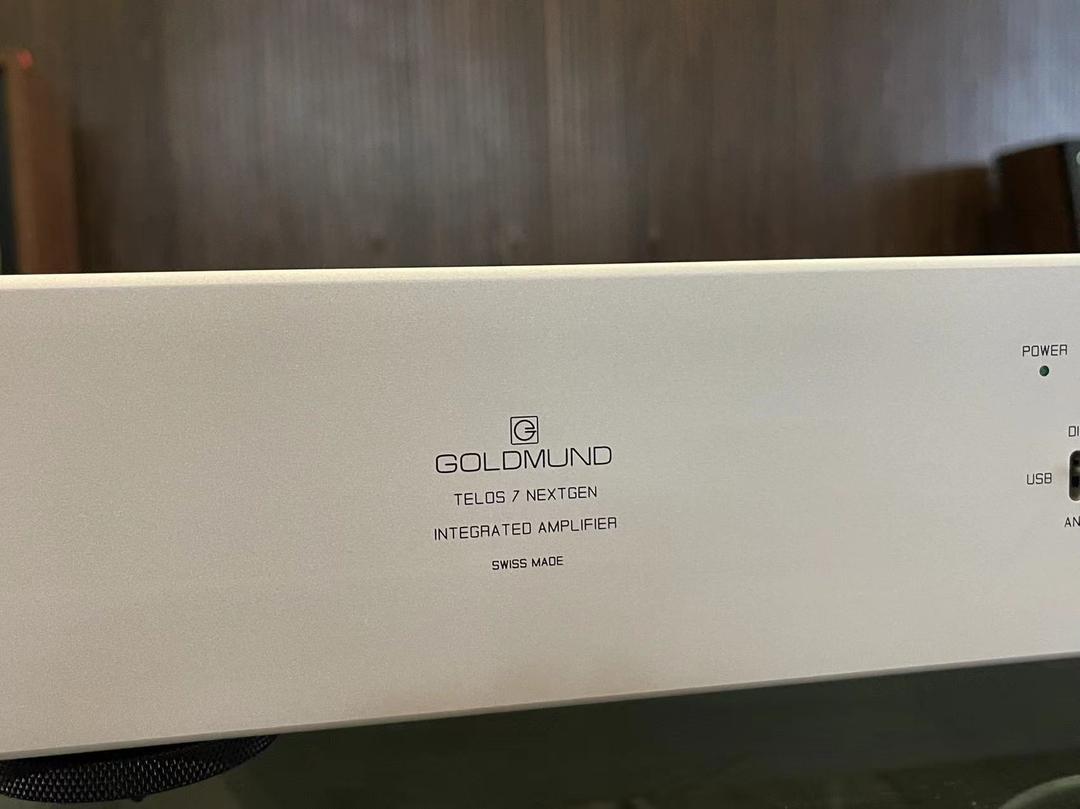 GOLDMUND
TELOS 7 NEXTGEN
INTEGRATED AMPLIFIER
SWISS MADE
POWER
USB